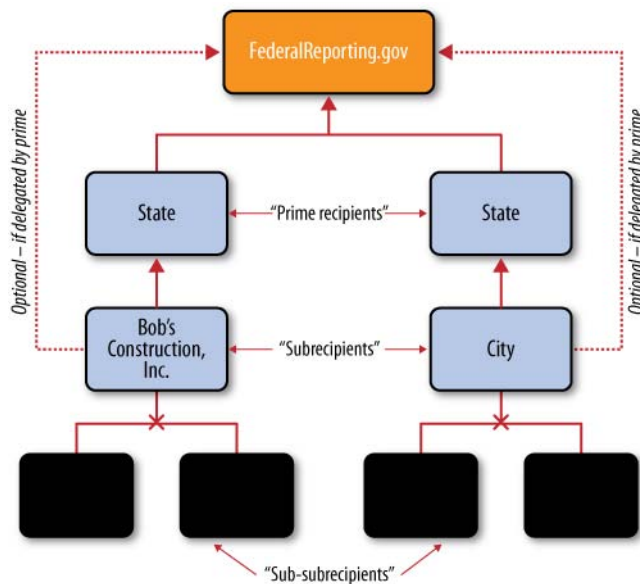 FederalReporting.gov
Optional – if delegated by prime
Optional – if delegated by prime
State
“Prime recipients”
State
Bob’s
Construction,
Inc.
“Subrecipients”
City
“Sub-subrecipients”